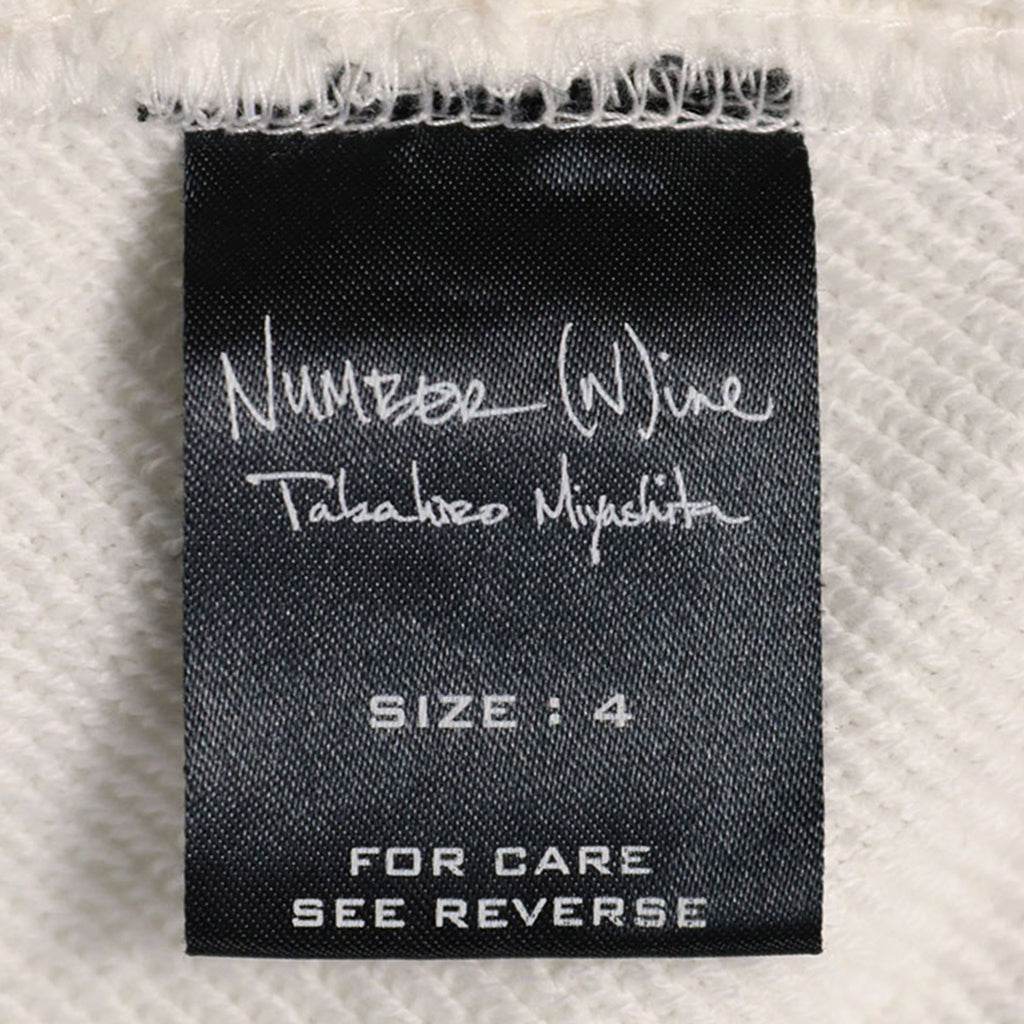 NUMBER (N)ine
Takahiro Miyashita
SIZE : 4
FOR CARE
SEE REVERSE